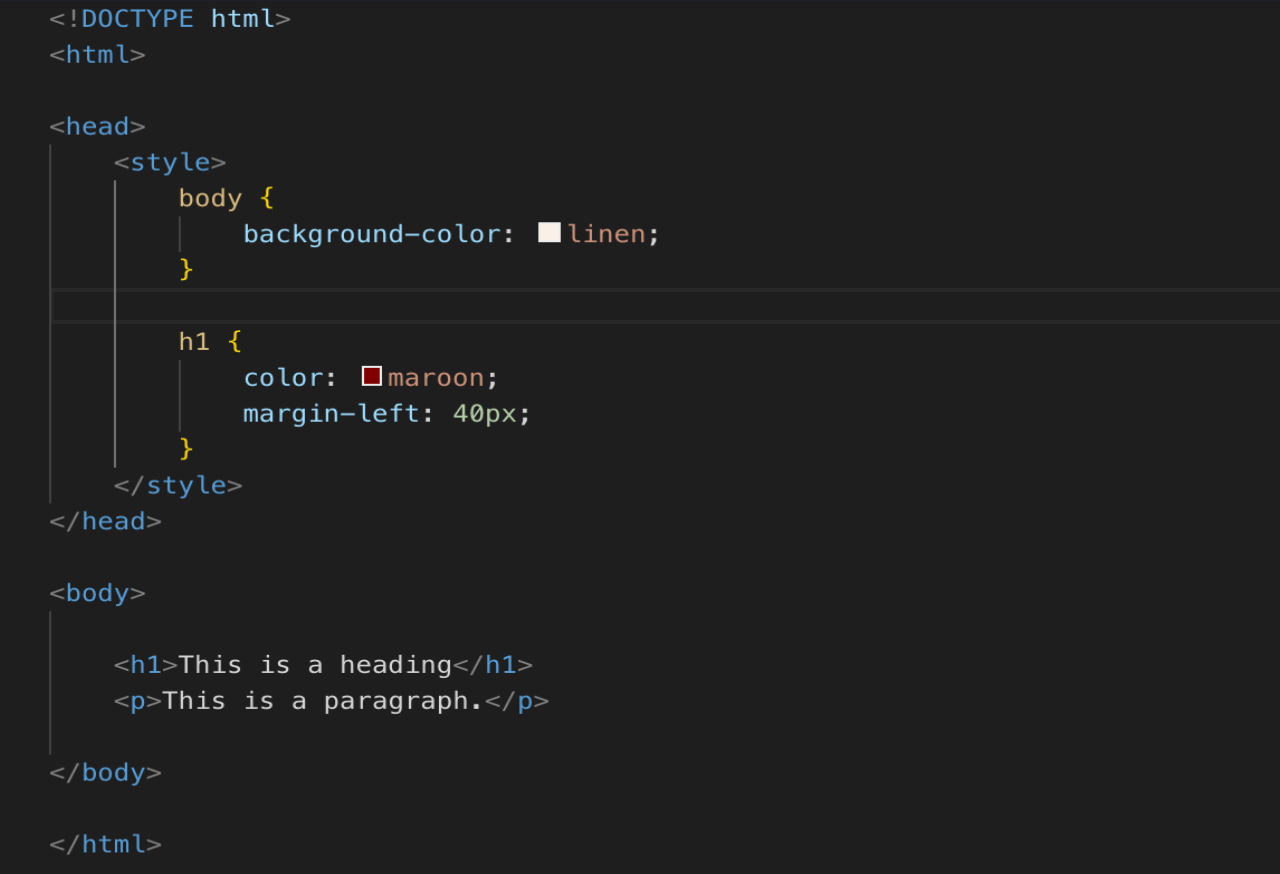 <!DOCTYPE html>
<html>
<head>
<style>
body {
background-color: linen;
}
h1 {
color: maroon;
margin-left: 40px;
}
</style>
</head>
<body>
<h1>This is a heading</h1>
<p>This is a paragraph.</p>
</body>
</html>